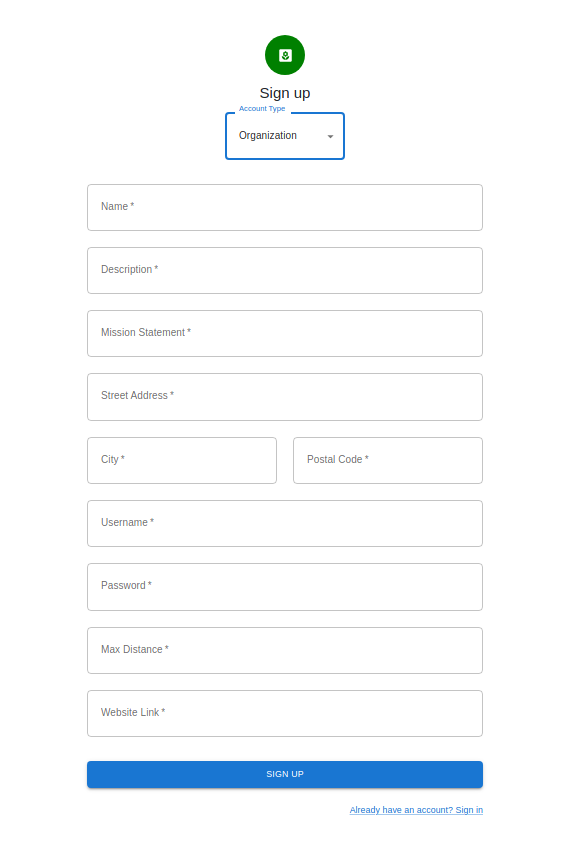 Sign up
Account Type
Organization
Name *
Description *
Mission Statement *
Street Address *
City *
Postal Code *
Username *
Password *
Max Distance *
Website Link *
SIGN UP
Already have an account? Sign in